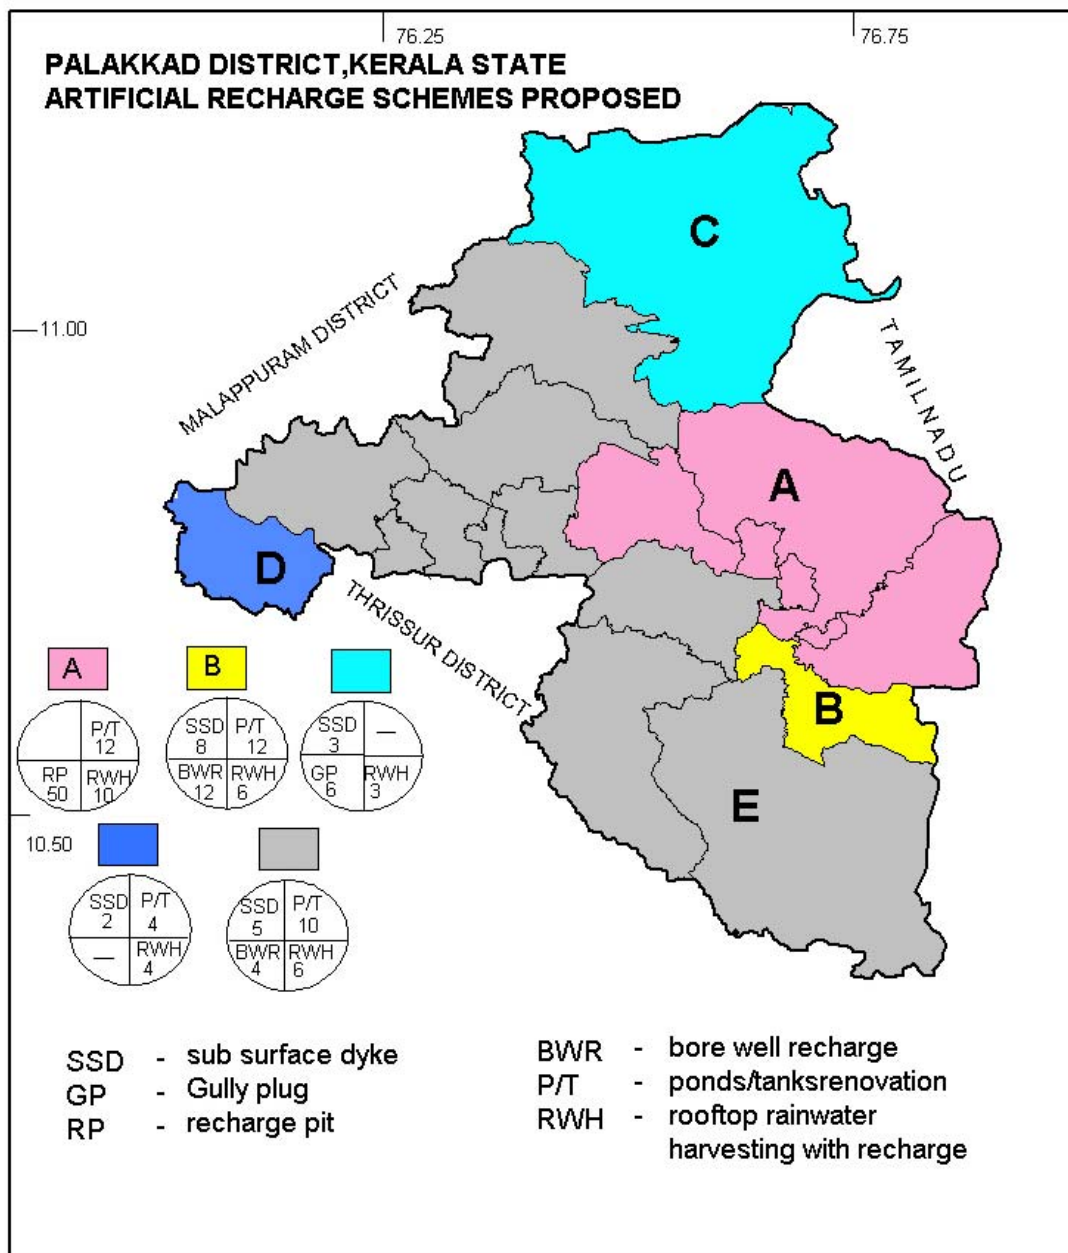 76.25
76.75
PALAKKAD DISTRICT,KERALA STATE
ARTIFICIAL RECHARGE SCHEMES PROPOSED
C
MALAPPURAM DISTRICT
11.00
TAMILNADU
A
D
THRISSUR DISTRICT
B
E
A
B
P/T
12
RP
50
RWH
10
SSD
8
P/T
12
BWR
12
RWH
6
SSD
3
—
GP
6
RWH
3
10.50
SSD
2
P/T
4
—
RWH
4
SSD
5
P/T
10
BWR
4
RWH
6
SSD - sub surface dyke
GP - Gully plug
RP - recharge pit
BWR - bore well recharge
P/T - ponds/tanksrenovation
RWH - rooftop rainwater
harvesting with recharge